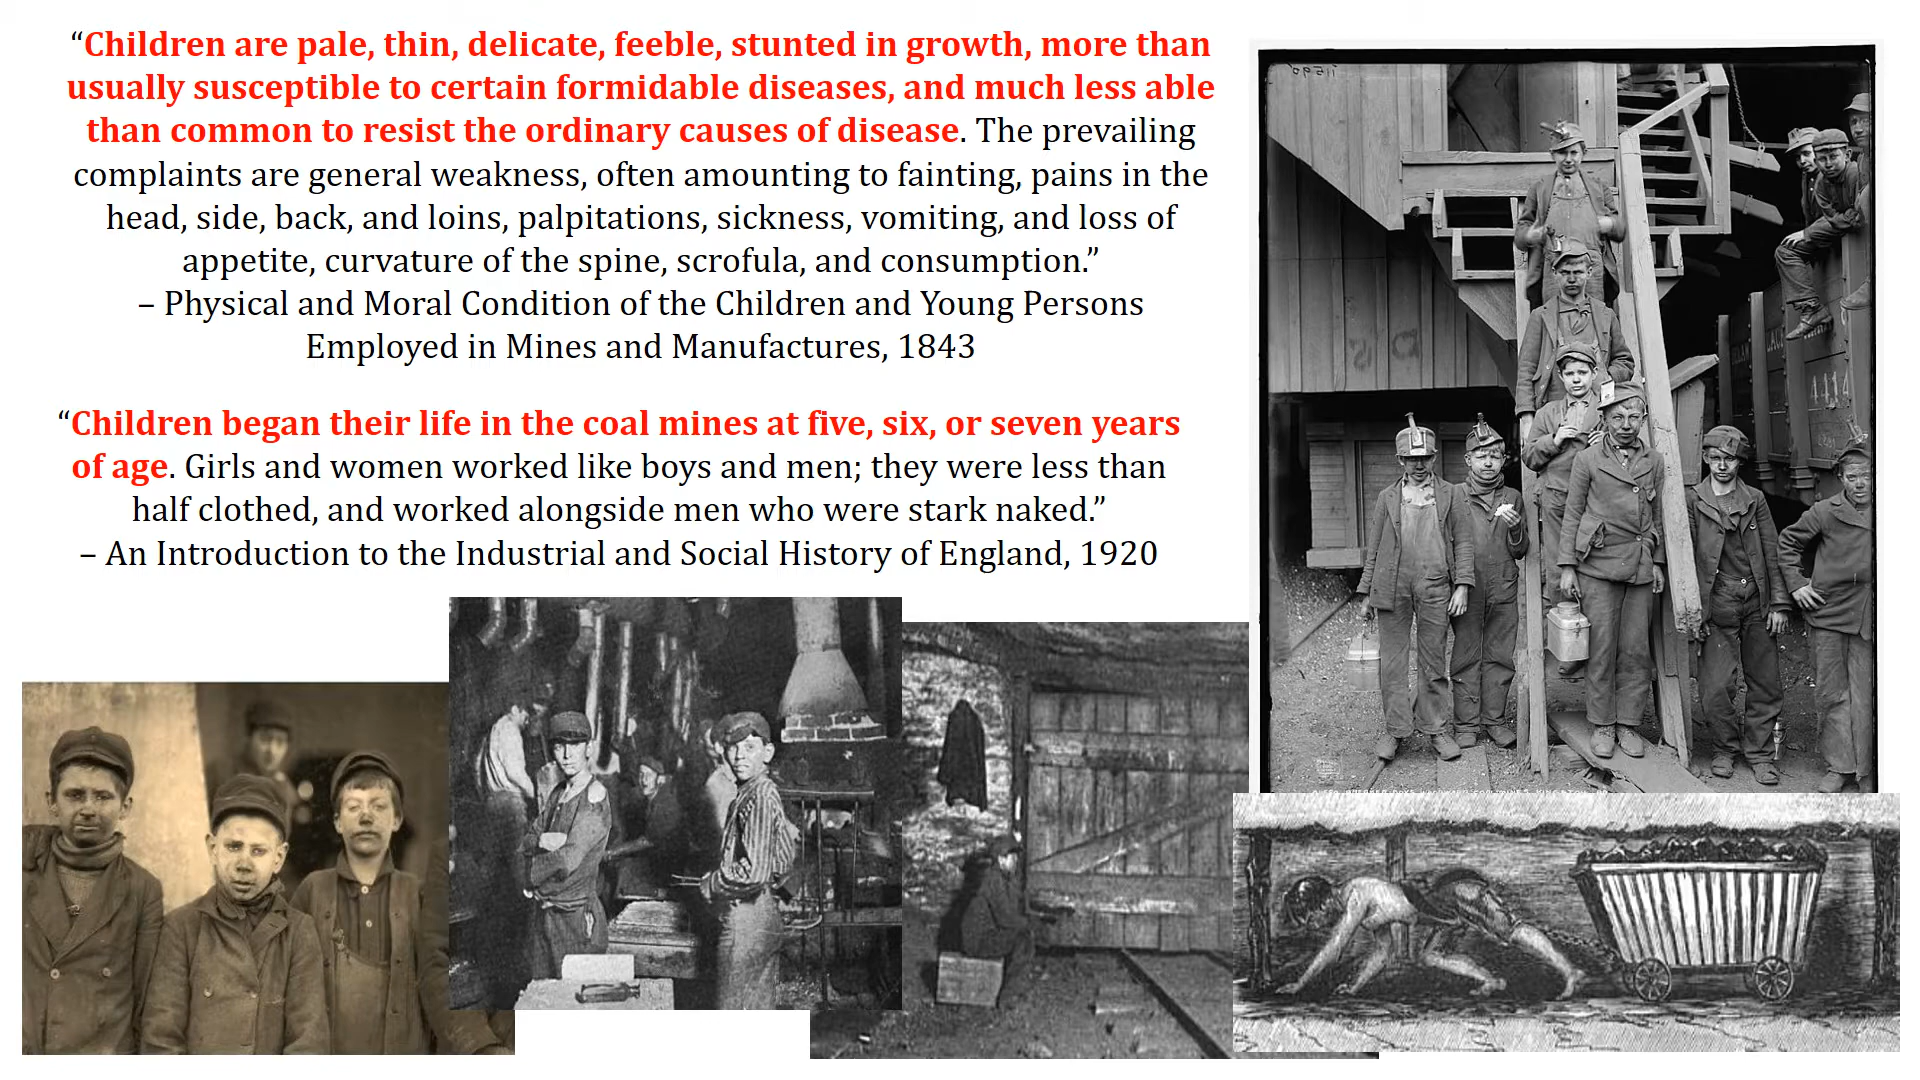 “Children are pale, thin, delicate, feeble, stunted in growth, more than
usually susceptible to certain formidable diseases, and much less able
than common to resist the ordinary causes of disease. The prevailing
complaints are general weakness, often amounting to fainting, pains in the
head, side, back, and loins, palpitations, sickness, vomiting, and loss of
appetite, curvature of the spine, scrofula, and consumption.”
– Physical and Moral Condition of the Children and Young Persons
Employed in Mines and Manufactures, 1843
“Children began their life in the coal mines at five, six, or seven years
of age. Girls and women worked like boys and men; they were less than
half clothed, and worked alongside men who were stark naked.”
– An Introduction to the Industrial and Social History of England, 1920
4114